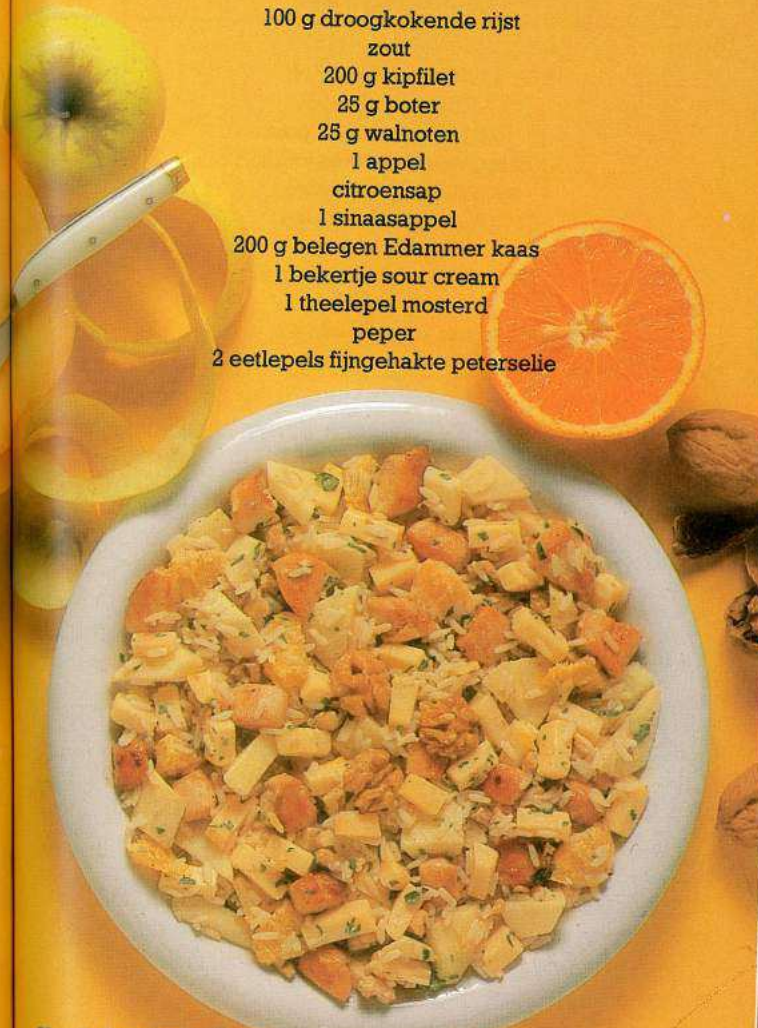 100 g droogkokende rijst
zout
200 g kipfilet
25 g boter
25 g walnoten
1 appel
citroensap
1 sinaasappel
200 g belegen Edammer kaas
1 bekertje sour cream
1 theelepel mosterd
peper
2 eetlepels fijngehakte peterselie